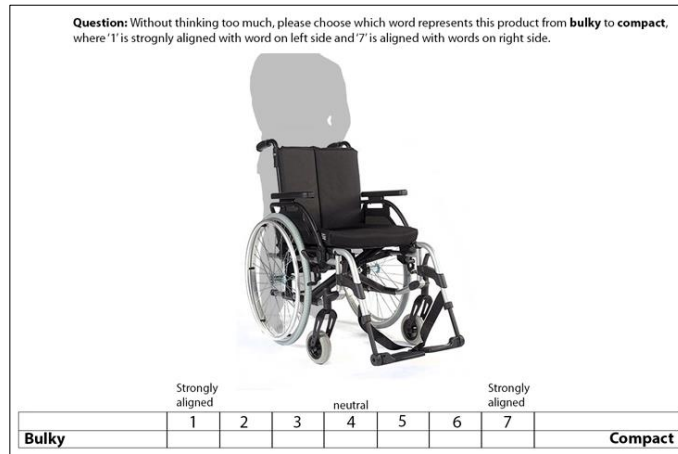 Question: Without thinking too much, please choose which word represents this product from bulky to compact,
where '1' is strognly aligned with word on left side and '7' is aligned with words on right side.
Strongly
aligned
neutral
Strongly
aligned
1 2 3 4 5 6 7
Bulky Compact